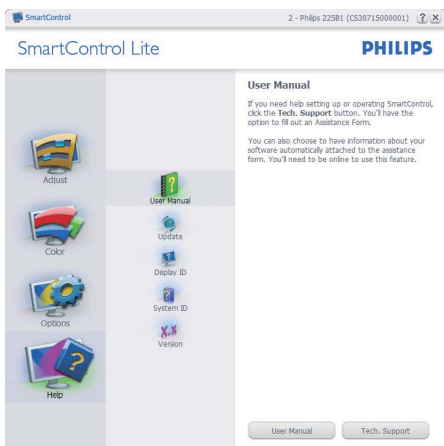 SmartControl
2 - Philips 225B1 (CS30715000001)
? X
SmartControl Lite
PHILIPS
Adjust
Color
Options
Help
User Manual
Update
Deplay ID
System ID
X.X
Version
User Manual
If you need help setting up or operating SmartControl,
click the Tech. Support button. You'll have the
option to fill out an Assistance Form.
You can also choose to have information about your
software automatically attached to the assistance
form. You'll need to be online to use this feature.
User Manual
Tech. Support